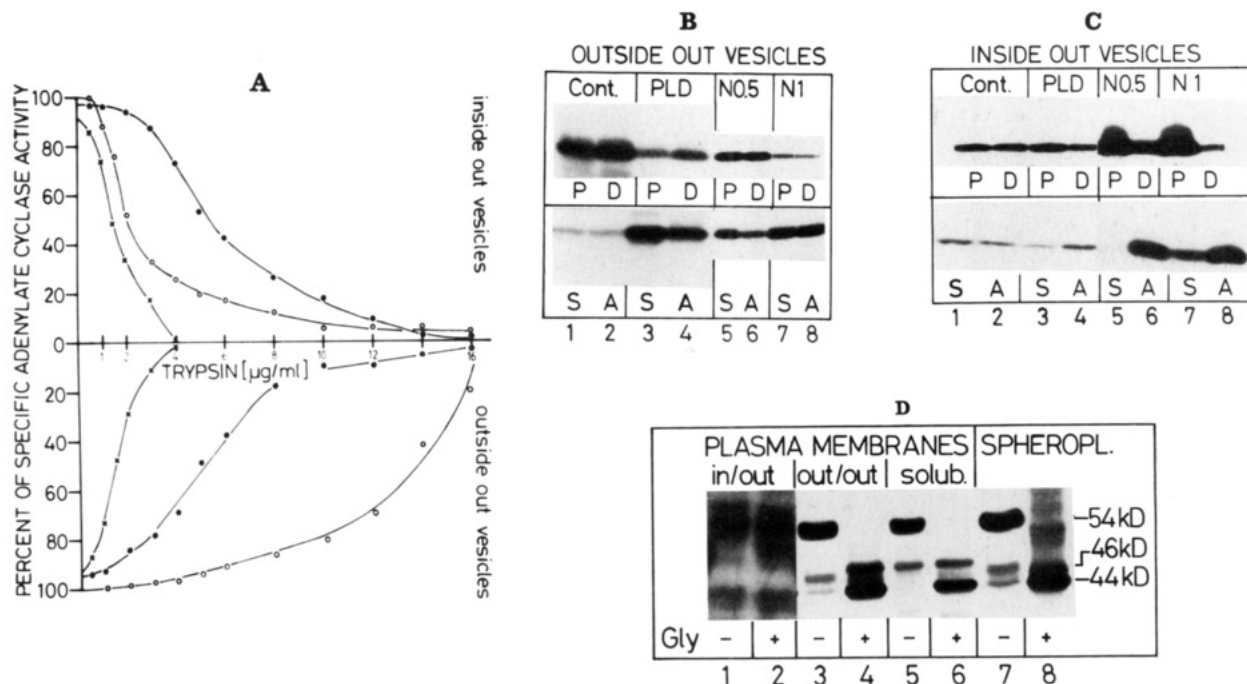 A
PERCENT OF SPECIFIC ADENYLATE CYCLASE ACTIVITY
100
80
60
40
20
0
20
40
60
80
100
1 2 4 6 8 10 12 14 16
TRYPSIN [µg/ml]
inside out vesicles
outside out vesicles
B
OUTSIDE OUT VESICLES
Cont. PLD N0.5 N1
P D P D P D P D
S A S A S A S A
1 2 3 4 5 6 7 8
C
INSIDE OUT VESICLES
Cont. PLD N0.5 N1
P D P D P D P D
S A S A S A S A
1 2 3 4 5 6 7 8
D
PLASMA MEMBRANES SPHEROPL.
in/out out/out solub.
-54kD
46kD
-44kD
Gly - + - + - + - +
1 2 3 4 5 6 7 8